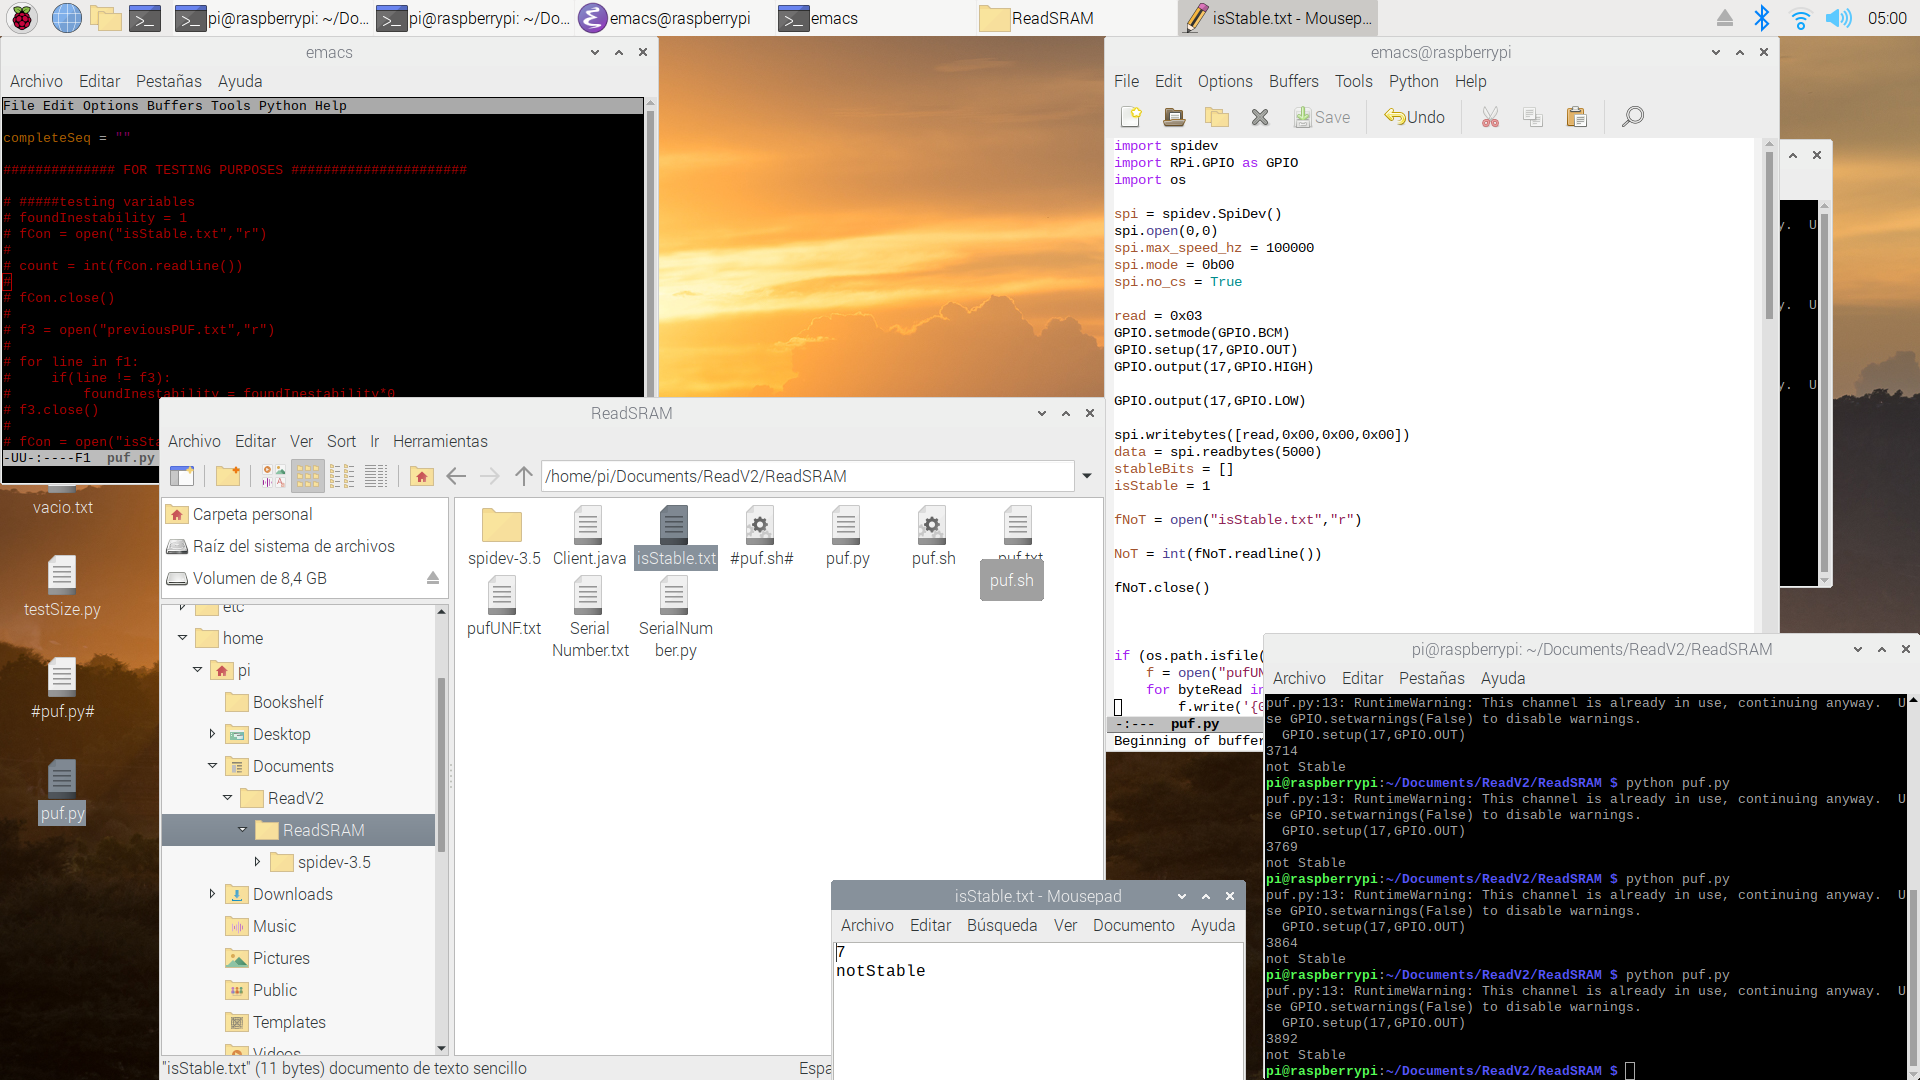 pi@raspberrypi: ~/Do...
pi@raspberrypi: ~/Do...
emacs@raspberrypi
emacs
ReadSRAM
isStable.txt - Mousep...
05:00
emacs
Archivo Editar Pestañas Ayuda
File Edit Options Buffers Tools Python Help
completeSeq = ""
############## FOR TESTING PURPOSES ######################
# #####testing variables
# foundInestability = 1
# fCon = open("isStable.txt","r")
#
# count = int(fCon.readline())
#
# fCon.close()
#
# f3 = open("previousPUF.txt","r")
#
# for line in f1:
#     if(line != f3):
#         foundInestability = foundInestability*0
# f3.close()
#
# fCon = open("isSta
-UU-:----F1  puf.py
vacio.txt
testSize.py
#puf.py#
puf.py
ReadSRAM
Archivo Editar Ver Sort Ir Herramientas
/home/pi/Documents/ReadV2/ReadSRAM
Carpeta personal
Raíz del sistema de archivos
Volumen de 8,4 GB
etc
home
pi
Bookshelf
Desktop
Documents
ReadV2
ReadSRAM
spidev-3.5
Downloads
Music
Pictures
Public
Templates
Videos
spidev-3.5 Client.java isStable.txt #puf.sh# puf.py puf.sh puf.txt
puf.sh
pufUNF.txt Serial Number.txt SerialNumber.py
"isStable.txt" (11 bytes) documento de texto sencillo
Espa
emacs@raspberrypi
File Edit Options Buffers Tools Python Help
Save Undo
import spidev
import RPi.GPIO as GPIO
import os
spi = spidev.SpiDev()
spi.open(0,0)
spi.max_speed_hz = 100000
spi.mode = 0b00
spi.no_cs = True
read = 0x03
GPIO.setmode(GPIO.BCM)
GPIO.setup(17,GPIO.OUT)
GPIO.output(17,GPIO.HIGH)
GPIO.output(17,GPIO.LOW)
spi.writebytes([read,0x00,0x00,0x00])
data = spi.readbytes(5000)
stableBits = []
isStable = 1
fNoT = open("isStable.txt","r")
NoT = int(fNoT.readline())
fNoT.close()
if (os.path.isfile(
    f = open("pufUN
    for byteRead in
        f.write('{0
-:---  puf.py
Beginning of buffer
y.  U
y.  U
y.  U
isStable.txt - Mousepad
Archivo Editar Búsqueda Ver Documento Ayuda
7
notStable
pi@raspberrypi: ~/Documents/ReadV2/ReadSRAM
Archivo Editar Pestañas Ayuda
puf.py:13: RuntimeWarning: This channel is already in use, continuing anyway.  U
se GPIO.setwarnings(False) to disable warnings.
  GPIO.setup(17,GPIO.OUT)
3714
not Stable
pi@raspberrypi:~/Documents/ReadV2/ReadSRAM $ python puf.py
puf.py:13: RuntimeWarning: This channel is already in use, continuing anyway.  U
se GPIO.setwarnings(False) to disable warnings.
  GPIO.setup(17,GPIO.OUT)
3769
not Stable
pi@raspberrypi:~/Documents/ReadV2/ReadSRAM $ python puf.py
puf.py:13: RuntimeWarning: This channel is already in use, continuing anyway.  U
se GPIO.setwarnings(False) to disable warnings.
  GPIO.setup(17,GPIO.OUT)
3864
not Stable
pi@raspberrypi:~/Documents/ReadV2/ReadSRAM $ python puf.py
puf.py:13: RuntimeWarning: This channel is already in use, continuing anyway.  U
se GPIO.setwarnings(False) to disable warnings.
  GPIO.setup(17,GPIO.OUT)
3892
not Stable
pi@raspberrypi:~/Documents/ReadV2/ReadSRAM $